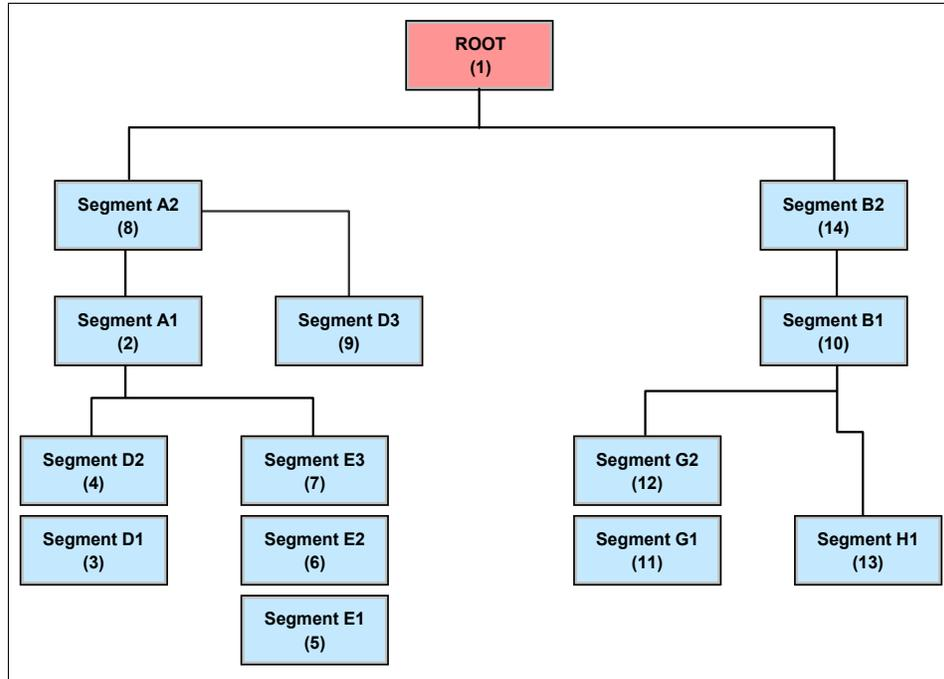 ROOT
(1)
Segment A2
(8)
Segment B2
(14)
Segment A1
(2)
Segment D3
(9)
Segment B1
(10)
Segment D2
(4)
Segment E3
(7)
Segment G2
(12)
Segment D1
(3)
Segment E2
(6)
Segment G1
(11)
Segment H1
(13)
Segment E1
(5)